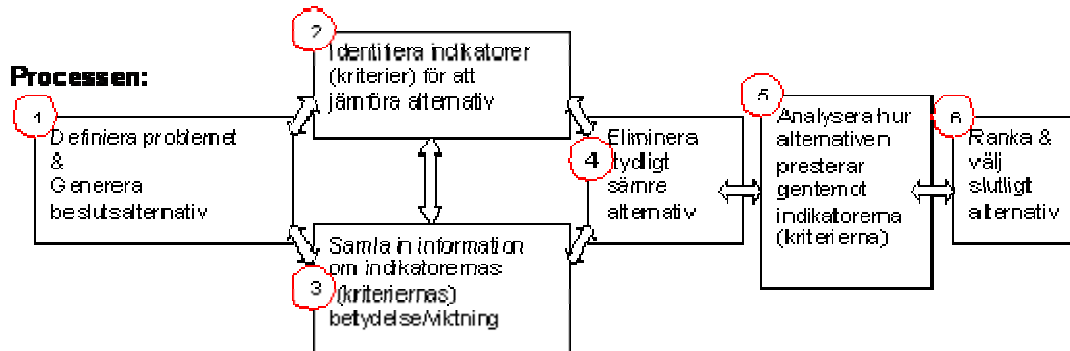 Processen:
1
Definiera problemet
&
Generera
beslutsalternativ
2
Identifiera indikatorer
(kriterier) för att
jämföra alternativ
3
Samla in information
om indikatorernas
(kriteriernas)
betydelse/viktning
4
Eliminera
tydligt
sämre
alternativ
5
Analysera hur
alternativen
presterar
gentemot
indikatorerna
(kriterierna)
6
Ranka &
välj
slutligt
alternativ